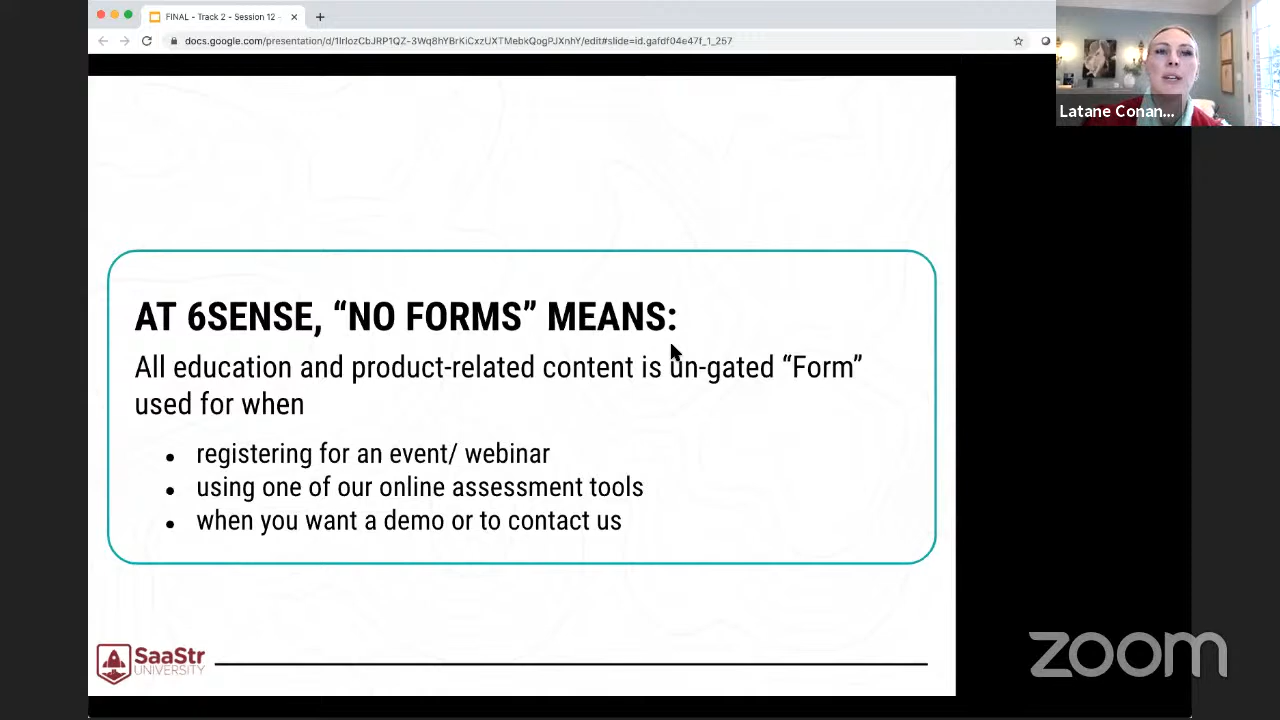 FINAL - Track 2 - Session 12 -
docs.google.com/presentation/d/1lrlozCbJRP1QZ-3Wq8hYBrKiCxzUXTMebkQogPJXnhY/edit#slide=id.gafdf04e47f_1_257
Latane Conan...
AT 6SENSE, “NO FORMS” MEANS:
All education and product-related content is un-gated “Form”
used for when
● registering for an event/ webinar
● using one of our online assessment tools
● when you want a demo or to contact us
SaaStr
UNIVERSITY
zoom